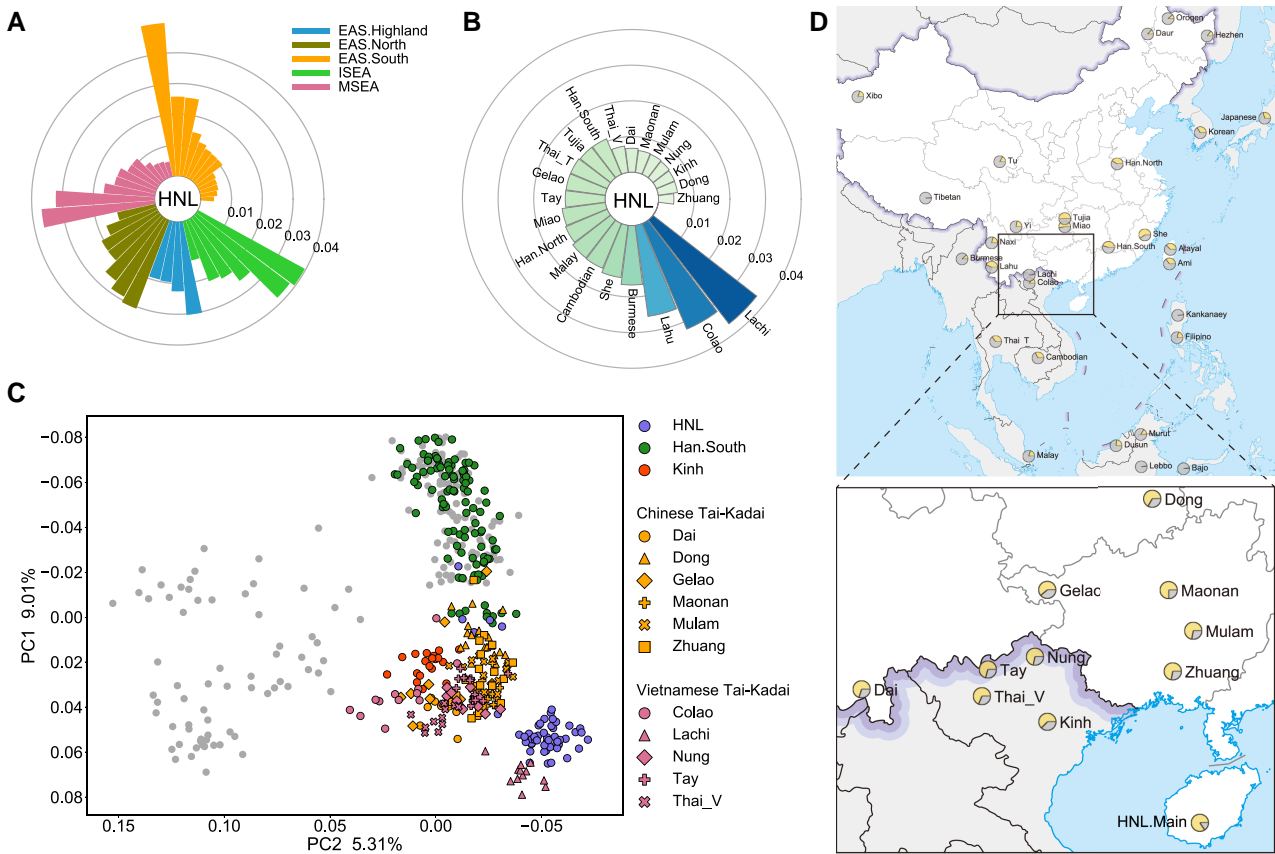 A
EAS.Highland
EAS.North
EAS.South
ISEA
MSEA
HNL
0.01
0.02
0.03
0.04
B
Han.South
Thai_V
Dai
Maonan
Mulam
Nung
Kinh
Dong
Zhuang
Tujia
Thai_T
Gelao
Tay
Miao
Han.North
Malay
Cambodian
She
Burmese
Lahu
Colao
Lachi
HNL
0.01
0.02
0.03
0.04
C
−0.08
−0.06
−0.04
−0.02
0.00
0.02
0.04
0.06
0.08
PC1 9.01%
0.15
0.10
0.05
0.00
−0.05
PC2 5.31%
HNL
Han.South
Kinh
Chinese Tai-Kadai
Dai
Dong
Gelao
Maonan
Mulam
Zhuang
Vietnamese Tai-Kadai
Colao
Lachi
Nung
Tay
Thai_V
D
Oroqen
Daur
Hezhen
Xibo
Japanese
Korean
Tu
Han.North
Tibetan
Yi
Tujia
Miao
She
Naxi
Han.South
Atayal
Burmese
Lahu
Ami
Lachi
Colao
Kankanaey
Filipino
Thai_T
Cambodian
Murut
Dusun
Malay
Lebbo
Bajo
Dong
Gelao
Maonan
Mulam
Nung
Tay
Zhuang
Dai
Thai_V
Kinh
HNL.Main